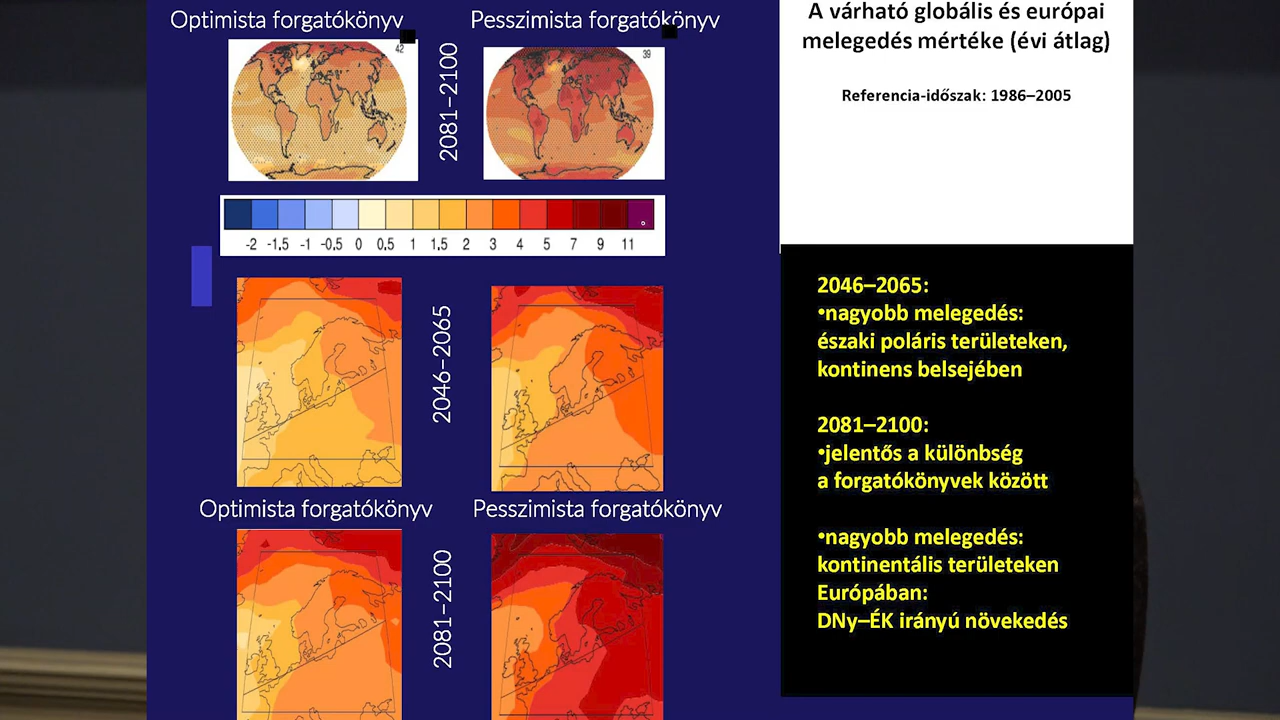 Optimista forgatókönyv
Pesszimista forgatókönyv
42
39
2081–2100
-2 -1,5 -1 -0,5 0 0,5 1 1,5 2 3 4 5 7 9 11
2046–2065
Optimista forgatókönyv
Pesszimista forgatókönyv
2081–2100
A várható globális és európai
melegedés mértéke (évi átlag)
Referencia-időszak: 1986–2005
2046–2065:
•nagyobb melegedés:
északi poláris területeken,
kontinens belsejében
2081–2100:
•jelentős a különbség
a forgatókönyvek között
•nagyobb melegedés:
kontinentális területeken
Európában:
DNy–ÉK irányú növekedés